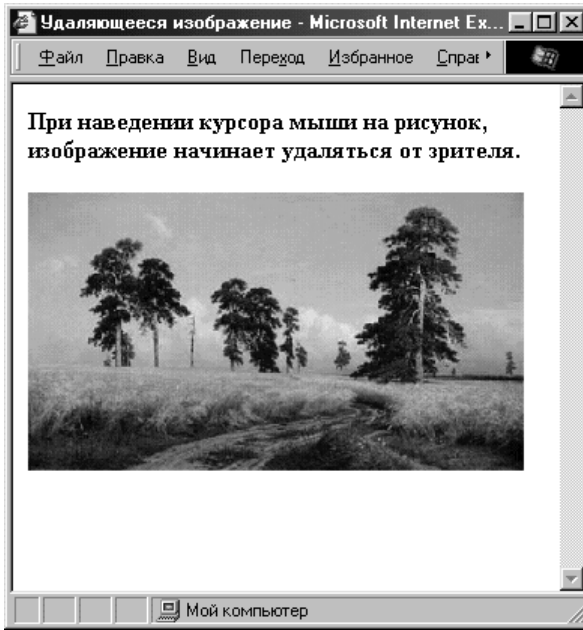 Удаляющееся изображение - Microsoft Internet Ex...
Файл Правка Вид Переход Избранное Справ
При наведении курсора мыши на рисунок,
изображение начинает удаляться от зрителя.
Мой компьютер